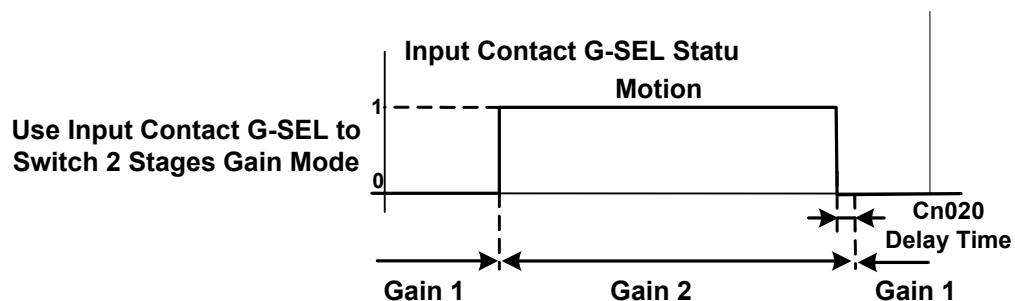 Input Contact G-SEL Statu
Motion
1
Use Input Contact G-SEL to
Switch 2 Stages Gain Mode
0
Cn020
Delay Time
Gain 1
Gain 2
Gain 1